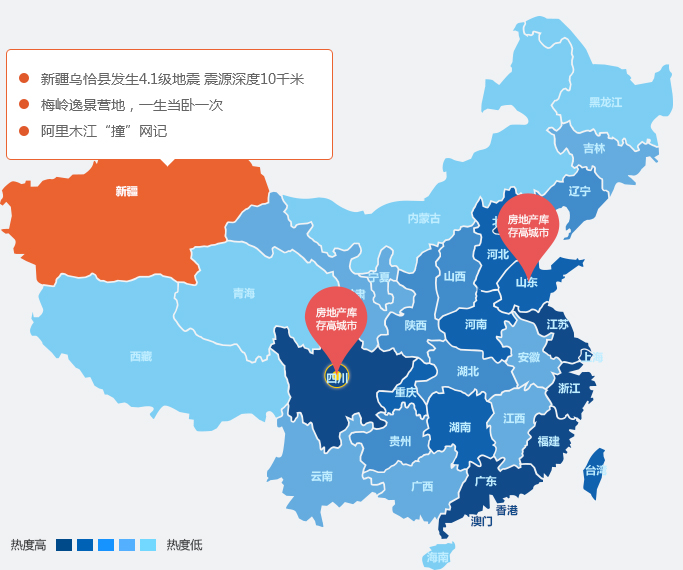 新疆乌恰县发生4.1级地震 震源深度10千米
梅岭逸景营地，一生当卧一次
阿里木江“撞”网记
黑龙江
吉林
辽宁
新疆
内蒙古
房地产库
存高城市
河北
山东
宁夏
山西
青海
肃
房地产库
存高城市
陕西
河南
江苏
西藏
安徽
上海
四川
湖北
重庆
浙江
湖南
江西
贵州
福建
云南
广西
广东
台湾
香港
澳门
热度高
热度低
海南